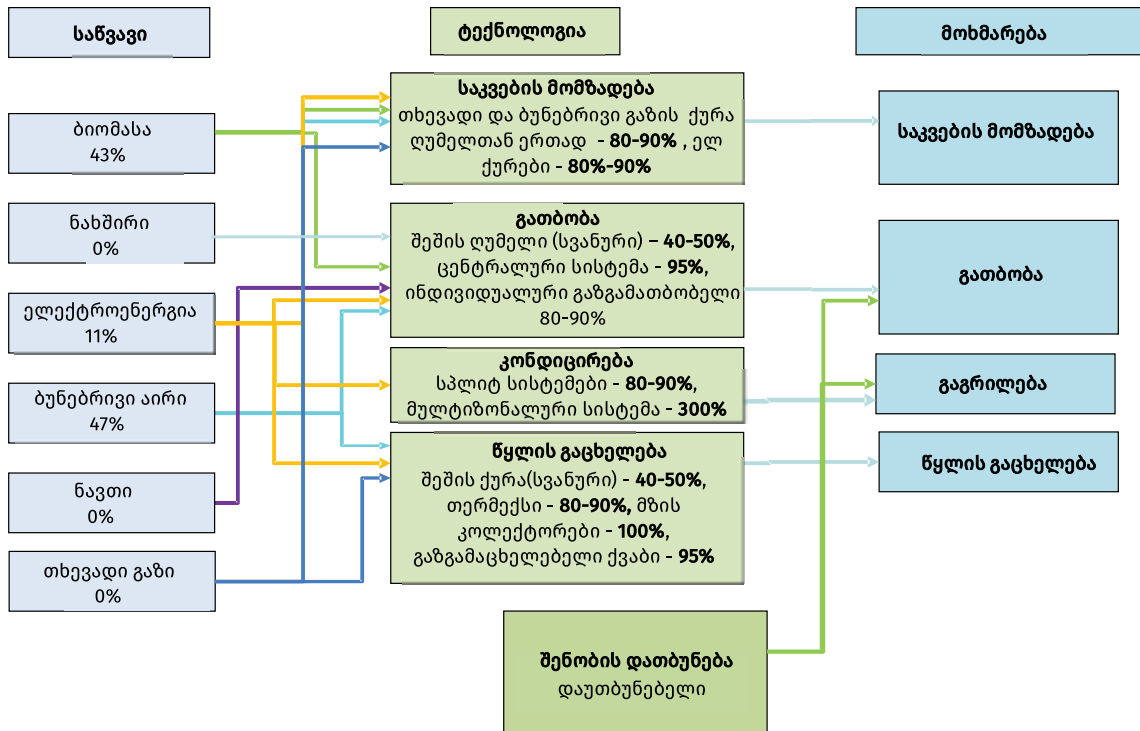 საწვავი
ტექნოლოგია
მოხმარება
ბიომასა
43%
ნახშირი
0%
ელექტროენერგია
11%
ბუნებრივი აირი
47%
ნავთი
0%
თხევადი გაზი
0%
საკვების მომზადება
თხევადი და ბუნებრივი გაზის ქურა
ღუმელთან ერთად - 80-90% , ელ
ქურები - 80%-90%
გათბობა
შეშის ღუმელი (სვანური) – 40-50%,
ცენტრალური სისტემა - 95%,
ინდივიდუალური გაზგამათბობელი
80-90%
კონდიცირება
სპლიტ სისტემები - 80-90%,
მულტიზონალური სისტემა - 300%
წყლის გაცხელება
შეშის ქურა(სვანური) - 40-50%,
თერმექსი - 80-90%, მზის
კოლექტორები - 100%,
გაზგამაცხელებელი ქვაბი - 95%
შენობის დათბუნება
დაუთბუნებელი
საკვების მომზადება
გათბობა
გაგრილება
წყლის გაცხელება